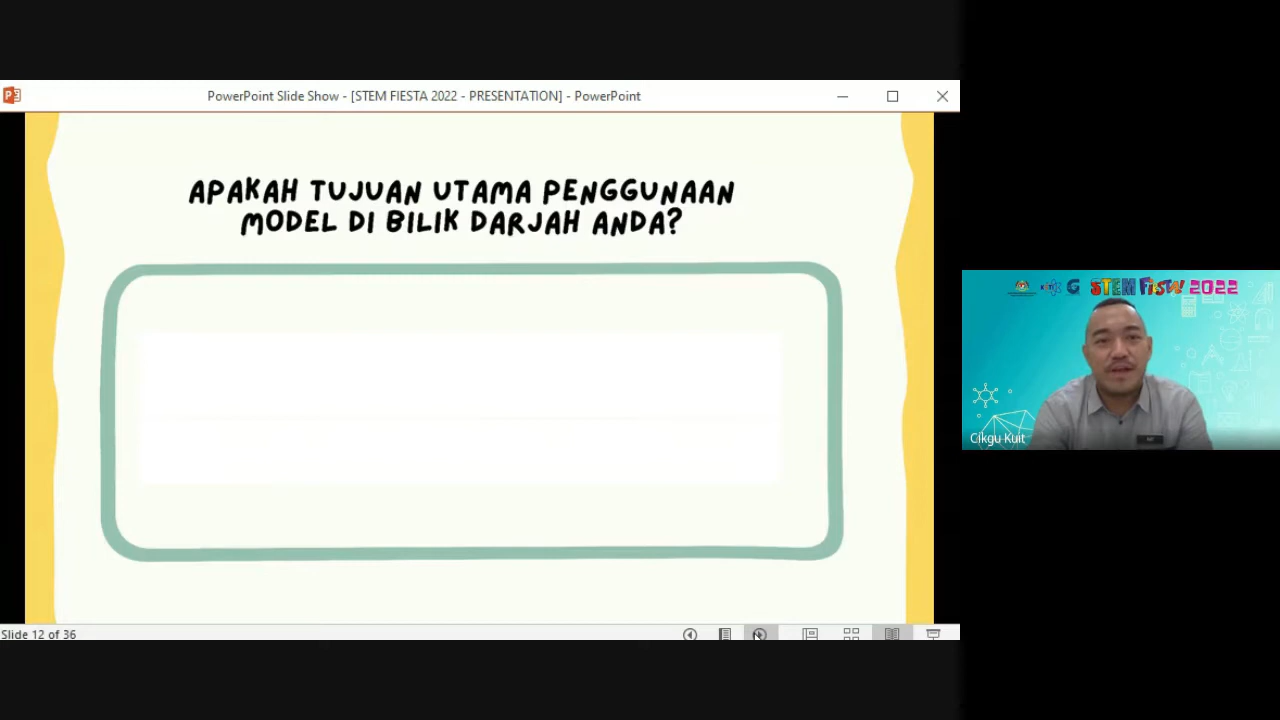 PowerPoint Slide Show - [STEM FIESTA 2022 - PRESENTATION] - PowerPoint
APAKAH TUJUAN UTAMA PENGGUNAAN
MODEL DI BILIK DARJAH ANDA?
STEM FiSTA 2022
Cikgu Kuit
Slide 12 of 36